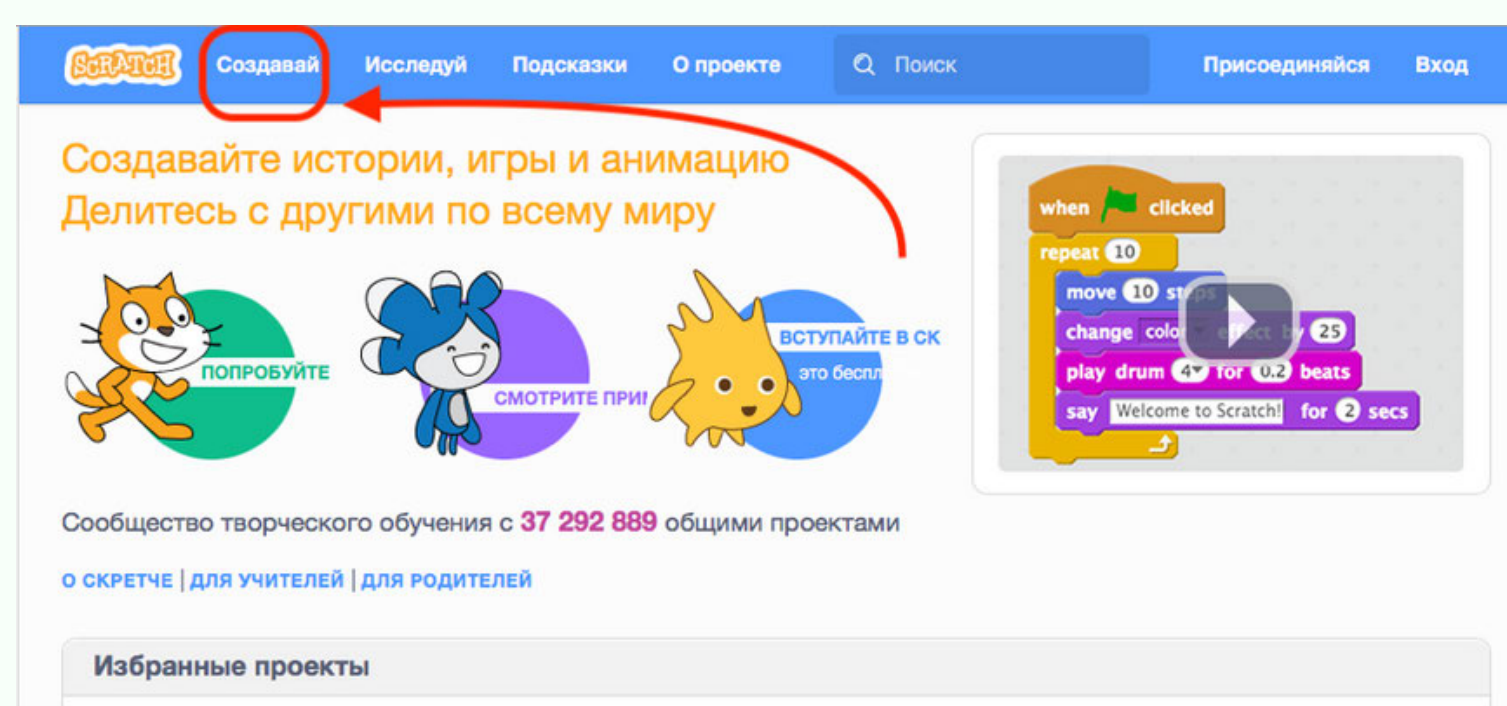 SCRATCH Создавай Исследуй Подсказки О проекте Поиск Присоединяйся Вход
Создавайте истории, игры и анимацию
Делитесь с другими по всему миру
ПОПРОБУЙТЕ
СМОТРИТЕ ПРИ
ВСТУПАЙТЕ В СК
это беспл
when clicked
repeat 10
move 10 steps
change color effect by 25
play drum 4 for 0.2 beats
say Welcome to Scratch! for 2 secs
Сообщество творческого обучения с 37 292 889 общими проектами
О СКРЕТЧЕ | ДЛЯ УЧИТЕЛЕЙ | ДЛЯ РОДИТЕЛЕЙ
Избранные проекты